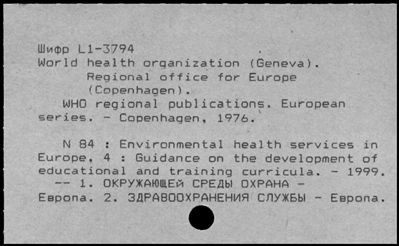 Шифр L1-3794
World health organization (Geneva).
Regional office for Europe
(Copenhagen).
WHO regional publications. European
series. - Copenhagen, 1976.
N 84 : Environmental health services in
Europe, 4 : Guidance on the development of
educational and training curricula. - 1999.
-- 1. ОКРУЖАЮЩЕЙ СРЕДЫ ОХРАНА -
Европа. 2. ЗДРАВООХРАНЕНИЯ СЛУЖБЫ - Европа.